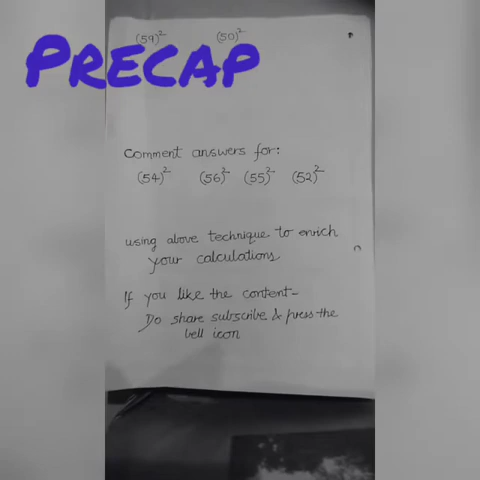 (59)² (50)²
PRECAP
Comment answers for:
(54)² (56)² (55)² (52)²
using above technique to enrich
your calculations
If you like the content-
Do share subscribe & press the
bell icon